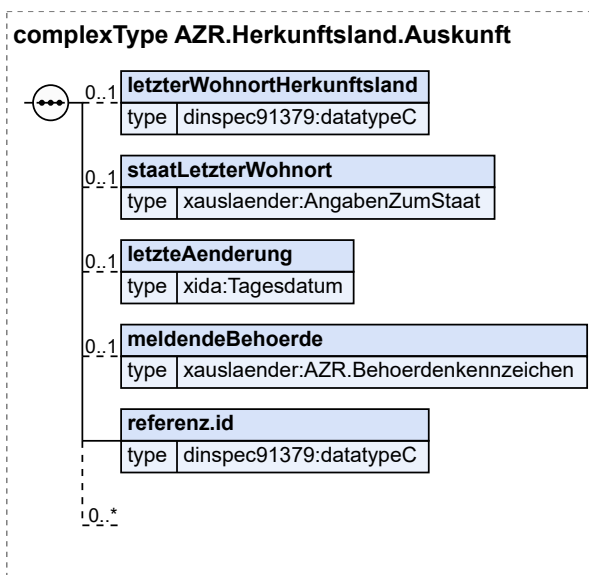 complexType AZR.Herkunftsland.Auskunft
0..1 letzterWohnortHerkunftsland
type dinspec91379:datatypeC
0..1 staatLetzterWohnort
type xauslaender:AngabenZumStaat
0..1 letzteAenderung
type xida:Tagesdatum
0..1 meldendeBehoerde
type xauslaender:AZR.Behoerdenkennzeichen
referenz.id
type dinspec91379:datatypeC
0..*